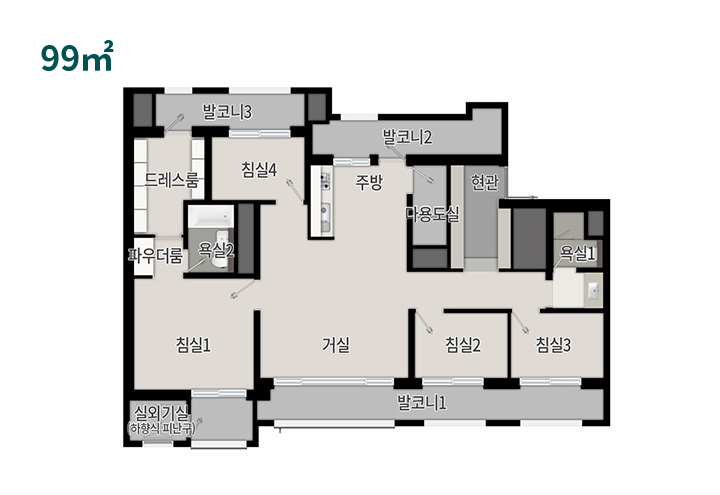 99㎡
발코니3
발코니2
드레스룸
침실4
주방
현관
다용도실
파우더룸
욕실2
욕실1
침실1
거실
침실2
침실3
발코니1
실외기실
(하향식 피난구)